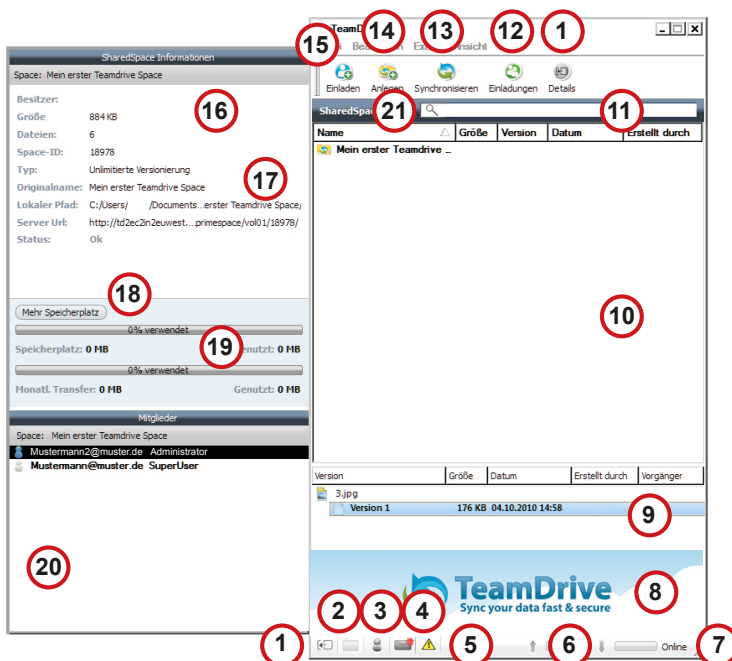 SharedSpace Informationen
Space: Mein erster Teamdrive Space
Besitzer:
Größe 884 KB
Dateien: 6
Space-ID: 18978
Typ: Unlimitierte Versionierung
Originalname: Mein erster Teamdrive Space
Lokaler Pfad: C:/Users/ /Documents...erster Teamdrive Space/
Server Url: http://td2ec2in2euwest....primespace/vol01/18978/
Status: Ok
16
17
18
Mehr Speicherplatz
0% verwendet
Speicherplatz: 0 MB
19
0 MB
0% verwendet
Monatl. Transfer: 0 MB Genutzt: 0 MB
Mitglieder
Space: Mein erster Teamdrive Space
Mustermann2@muster.de Administrator
Mustermann@muster.de SuperUser
20
15
14
13
12
1
Einladen Anlegen Synchronisieren Einladungen Details
21
11
Name Größe Version Datum Erstellt durch
Mein erster Teamdrive ...
10
Version Größe Datum Erstellt durch Vorgänger
3.jpg
Version 1 176 KB 04.10.2010 14:58
9
TeamDrive
Sync your data fast & secure
8
1
2
3
4
5
6
Online
7